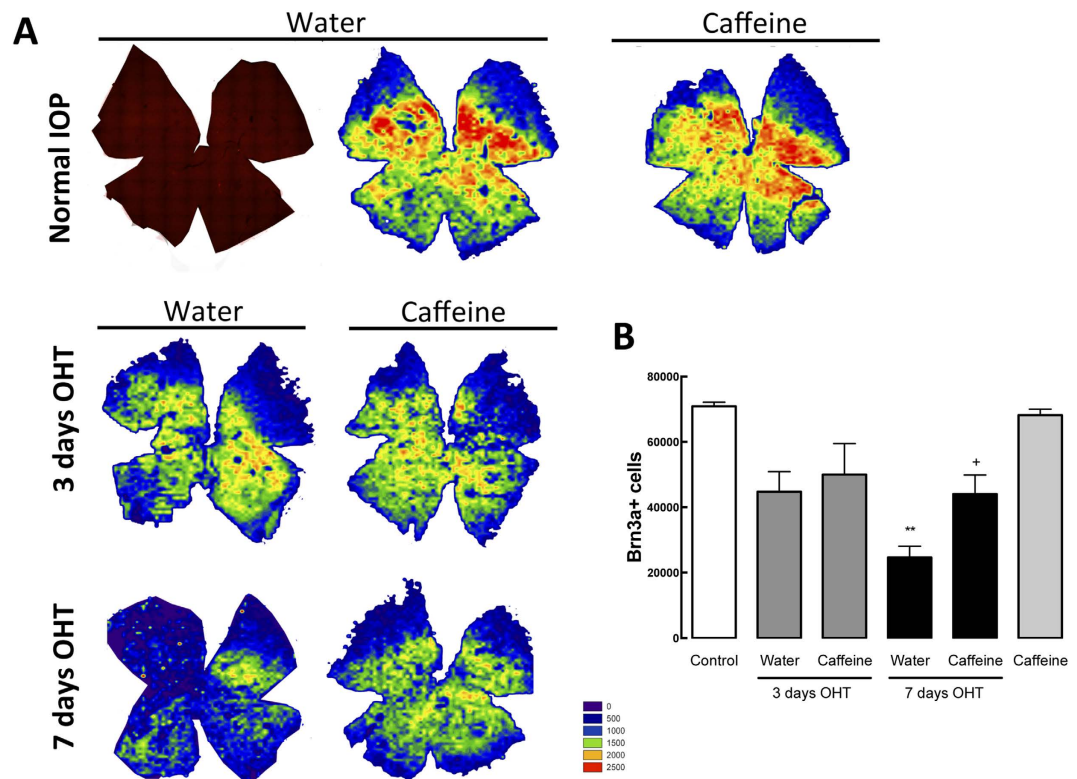 A
Water
Caffeine
Normal IOP
Water
Caffeine
3 days OHT
7 days OHT
0
500
1000
1500
2000
2500
B
80000
60000
40000
20000
0
Brn3a+ cells
**
+
Control
Water
Caffeine
Water
Caffeine
Caffeine
3 days OHT
7 days OHT